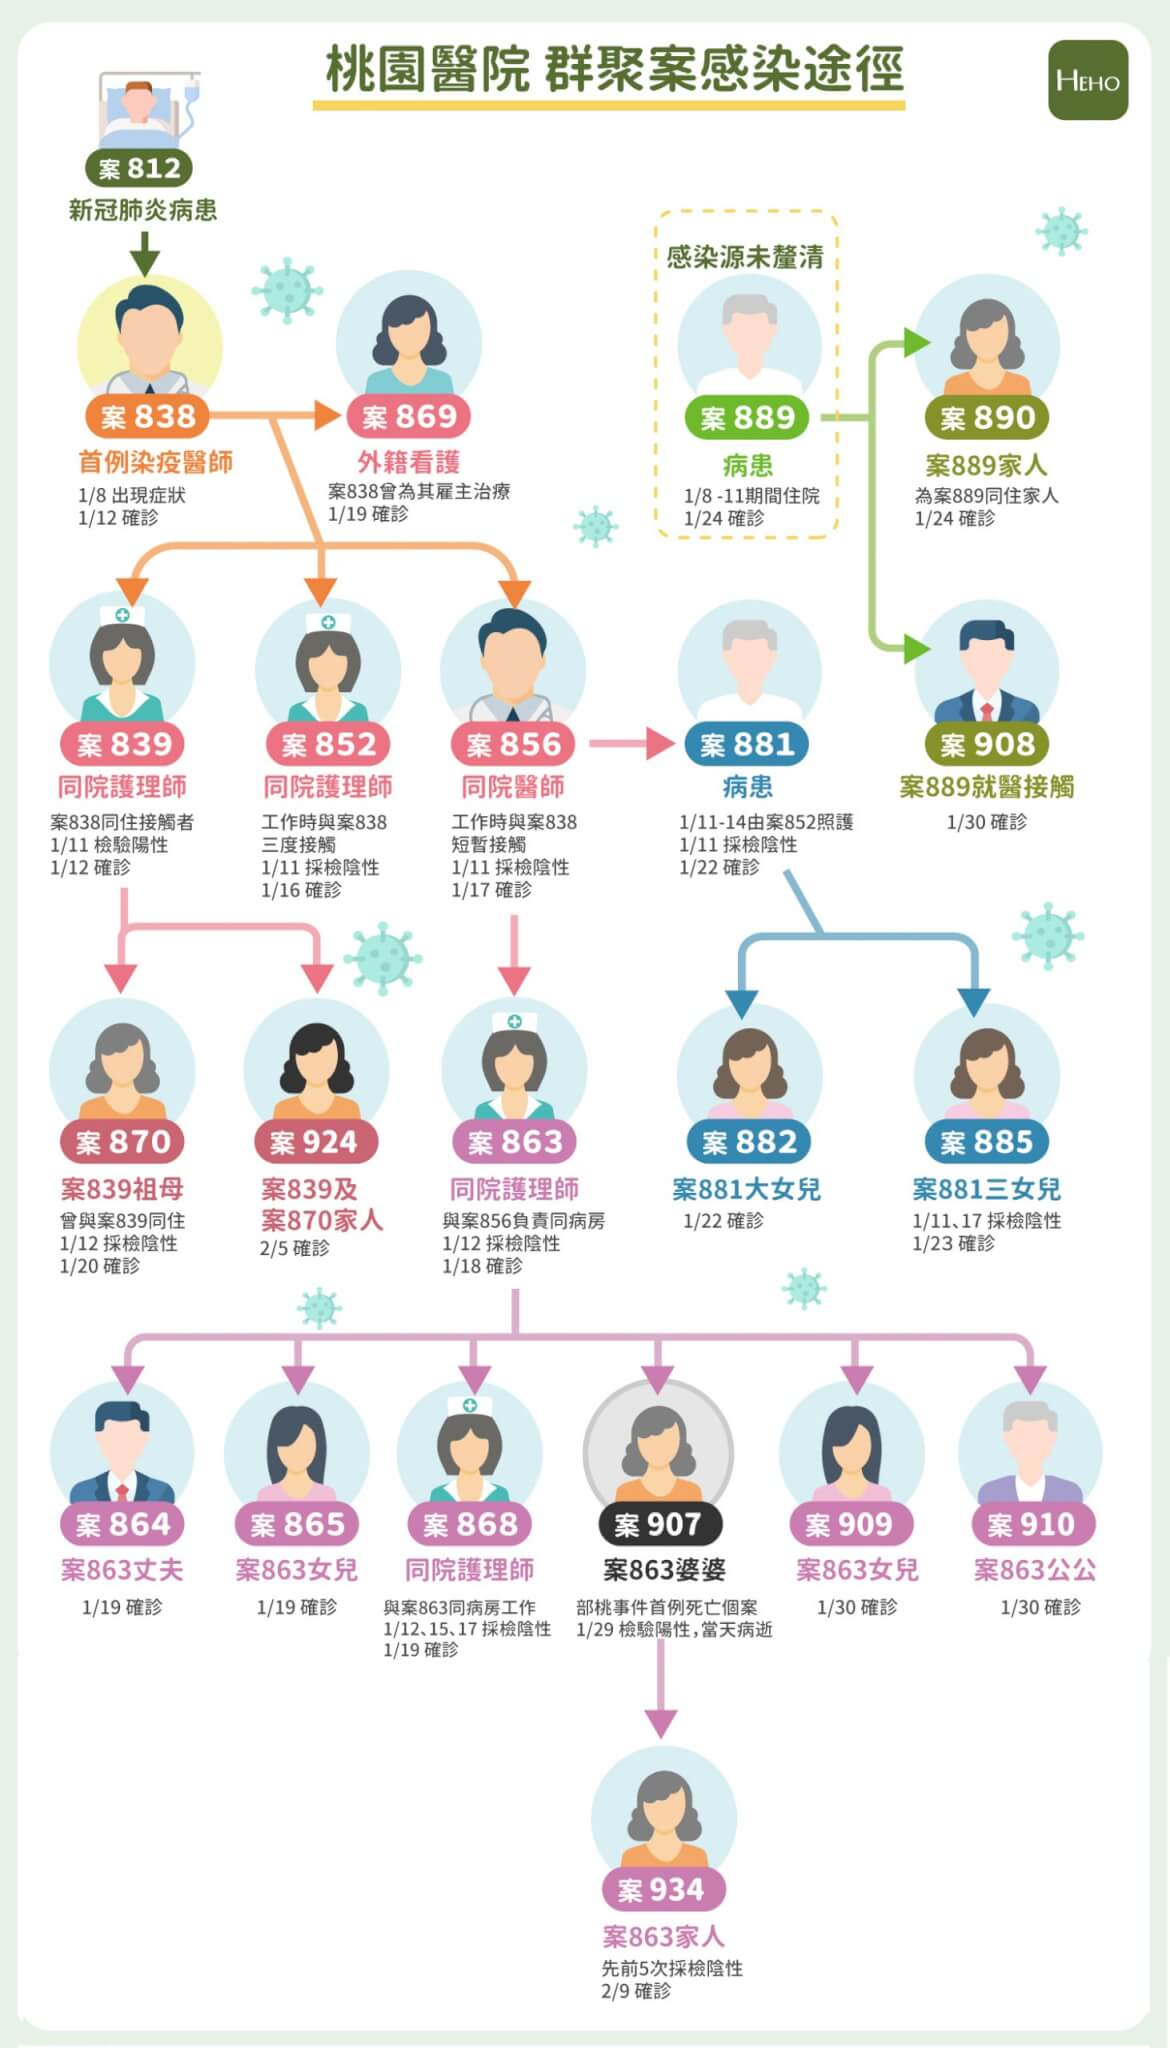 桃園醫院 群聚案感染途徑
HEHO
案 812
新冠肺炎病患
感染源未釐清
案 838
首例染疫醫師
1/8 出現症狀
1/12 確診
案 869
外籍看護
案838曾為其雇主治療
1/19 確診
案 889
病患
1/8 -11期間住院
1/24 確診
案 890
案889家人
為案889同住家人
1/24 確診
案 839
同院護理師
案838同住接觸者
1/11 檢驗陽性
1/12 確診
案 852
同院護理師
工作時與案838
三度接觸
1/11 採檢陰性
1/16 確診
案 856
同院醫師
工作時與案838
短暫接觸
1/11 採檢陰性
1/17 確診
案 881
病患
1/11-14由案852照護
1/11 採檢陰性
1/22 確診
案 908
案889就醫接觸
1/30 確診
案 870
案839祖母
曾與案839同住
1/12 採檢陰性
1/20 確診
案 924
案839及
案870家人
2/5 確診
案 863
同院護理師
與案856負責同病房
1/12 採檢陰性
1/18 確診
案 882
案881大女兒
1/22 確診
案 885
案881三女兒
1/11、17 採檢陰性
1/23 確診
案 864
案863丈夫
1/19 確診
案 865
案863女兒
1/19 確診
案 868
同院護理師
與案863同病房工作
1/12、15、17 採檢陰性
1/19 確診
案 907
案863婆婆
部桃事件首例死亡個案
1/29 檢驗陽性，當天病逝
案 909
案863女兒
1/30 確診
案 910
案863公公
1/30 確診
案 934
案863家人
先前5次採檢陰性
2/9 確診